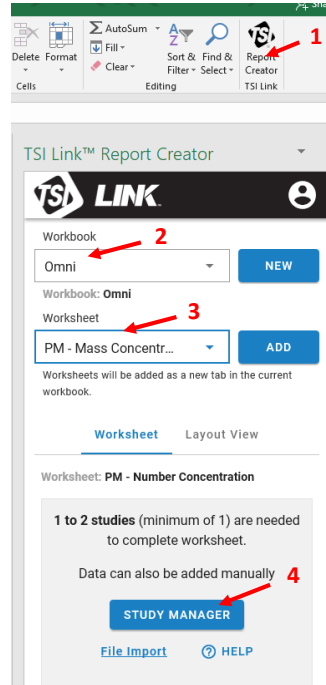 Sha
AutoSum
Fill
Clear
Delete Format
Sort & Find &
Filter Select
Report
Creator
1
Cells
Editing
TSI Link
TSI Link™ Report Creator
TSI LINK.
Workbook
2
Omni
NEW
Workbook: Omni
Worksheet
3
PM - Mass Concentr...
ADD
Worksheets will be added as a new tab in the current
workbook.
Worksheet Layout View
Worksheet: PM - Number Concentration
1 to 2 studies (minimum of 1) are needed
to complete worksheet.
Data can also be added manually
4
STUDY MANAGER
File Import
? HELP